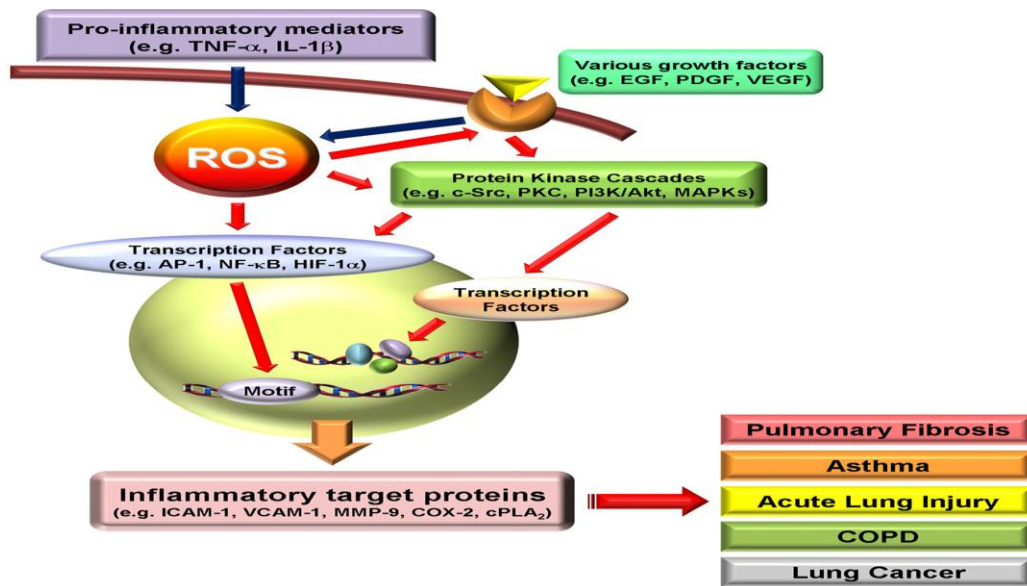 Pro-inflammatory mediators
(e.g. TNF-α, IL-1β)
Various growth factors
(e.g. EGF, PDGF, VEGF)
ROS
Protein Kinase Cascades
(e.g. c-Src, PKC, PI3K/Akt, MAPKs)
Transcription Factors
(e.g. AP-1, NF-κB, HIF-1α)
Transcription
Factors
Motif
Inflammatory target proteins
(e.g. ICAM-1, VCAM-1, MMP-9, COX-2, cPLA₂)
Pulmonary Fibrosis
Asthma
Acute Lung Injury
COPD
Lung Cancer